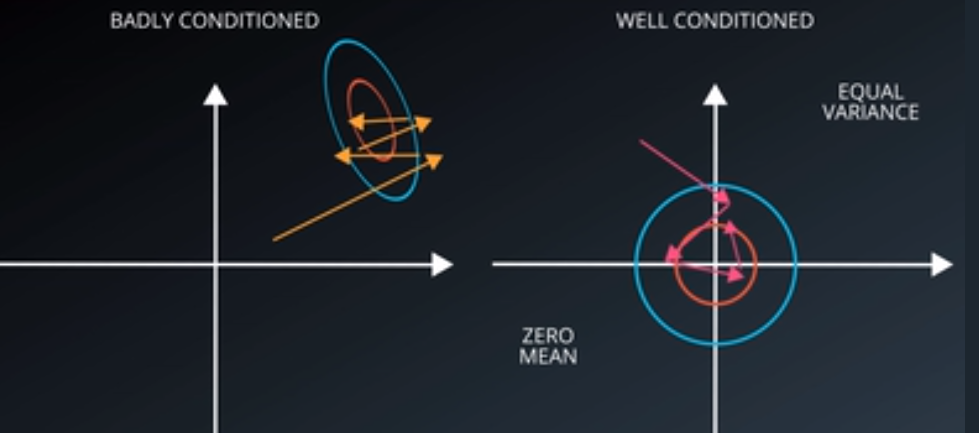 BADLY CONDITIONED
WELL CONDITIONED
EQUAL
VARIANCE
ZERO
MEAN